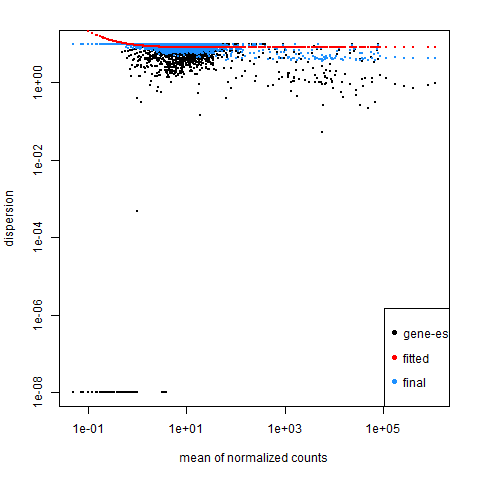 1e+00
1e-02
1e-04
1e-06
1e-08
dispersion
gene-es
fitted
final
1e-01 1e+01 1e+03 1e+05
mean of normalized counts